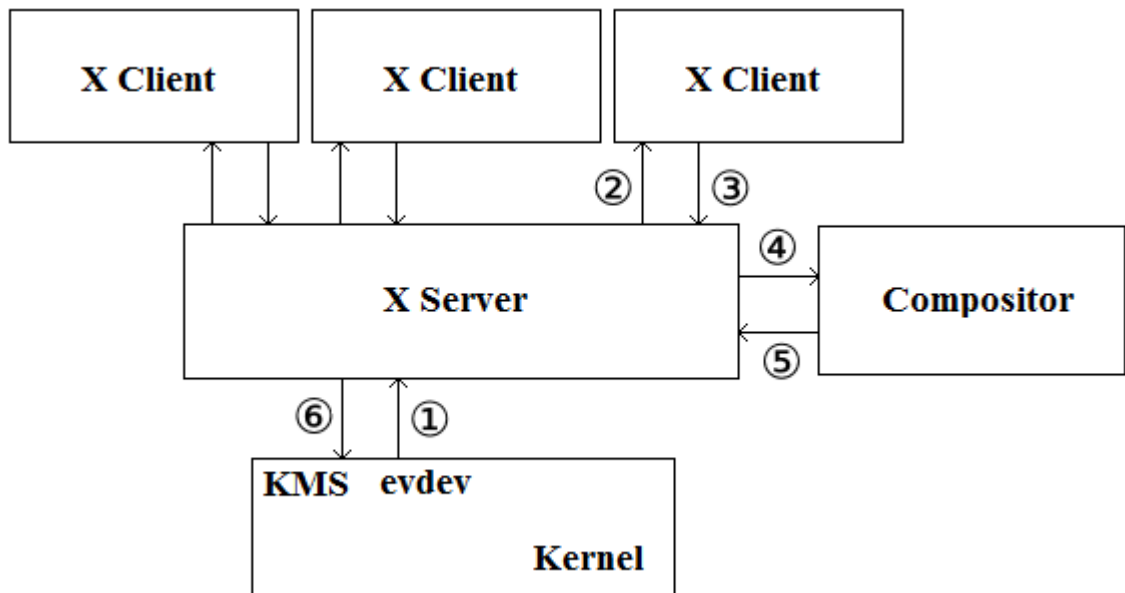 X Client X Client X Client
② ③
④
X Server Compositor
⑤
⑥ ①
KMS evdev
Kernel